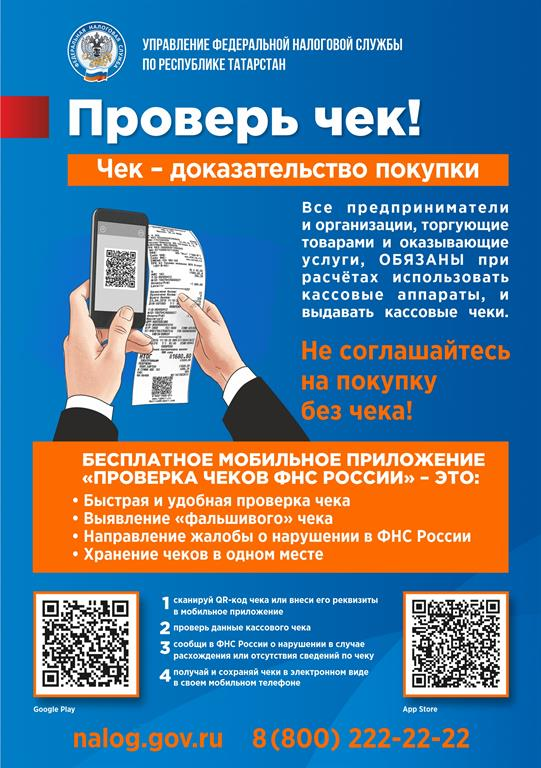 УПРАВЛЕНИЕ ФЕДЕРАЛЬНОЙ НАЛОГОВОЙ СЛУЖБЫ
ПО РЕСПУБЛИКЕ ТАТАРСТАН
ФЕДЕРАЛЬНАЯ НАЛОГОВАЯ СЛУЖБА
Проверь чек!
Чек – доказательство покупки
Все предприниматели
и организации, торгующие
товарами и оказывающие
услуги, ОБЯЗАНЫ при
расчётах использовать
кассовые аппараты, и
выдавать кассовые чеки.
Не соглашайтесь
на покупку
без чека!
ИТОГ
БЕСПЛАТНОЕ МОБИЛЬНОЕ ПРИЛОЖЕНИЕ
«ПРОВЕРКА ЧЕКОВ ФНС РОССИИ» – ЭТО:
• Быстрая и удобная проверка чека
• Выявление «фальшивого» чека
• Направление жалобы о нарушении в ФНС России
• Хранение чеков в одном месте
1 сканируй QR-код чека или внеси его реквизиты
в мобильное приложение
2 проверь данные кассового чека
3 сообщи в ФНС России о нарушении в случае
расхождения или отсутствия сведений по чеку
4 получай и сохраняй чеки в электронном виде
в своем мобильном телефоне
Google Play
App Store
nalog.gov.ru 8 (800) 222-22-22